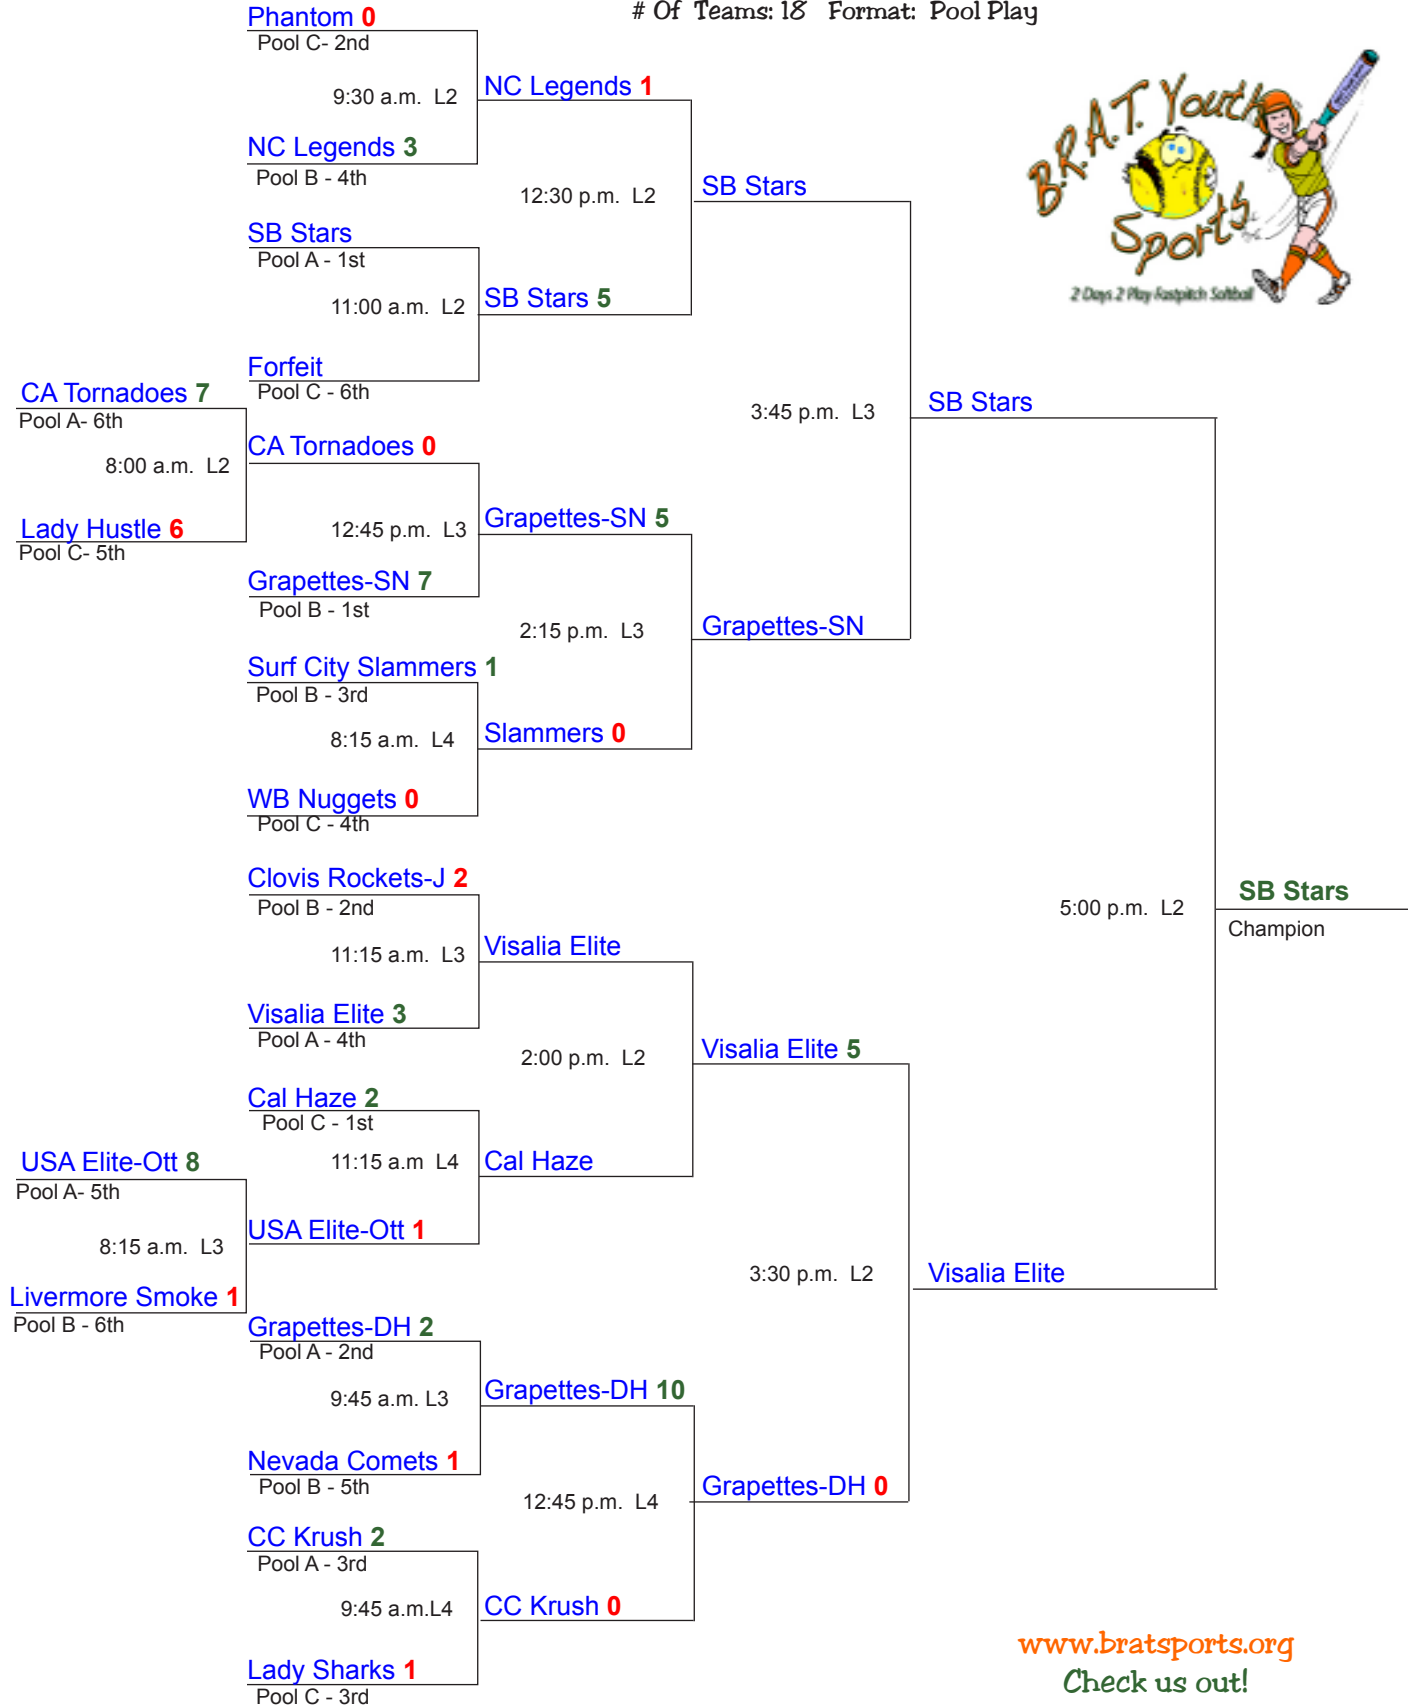 # Of Teams: 18 Format: Pool Play
Phantom 0
Pool C- 2nd
9:30 a.m. L2
NC Legends 1
NC Legends 3
Pool B - 4th
12:30 p.m. L2
SB Stars
SB Stars
Pool A - 1st
11:00 a.m. L2
SB Stars 5
Forfeit
Pool C - 6th
B.R.A.T. Youth
Sports
2 Days 2 Play Fastpitch Softball
CA Tornadoes 7
Pool A- 6th
8:00 a.m. L2
CA Tornadoes 0
Lady Hustle 6
Pool C- 5th
3:45 p.m. L3
SB Stars
12:45 p.m. L3
Grapettes-SN 5
Grapettes-SN 7
Pool B - 1st
2:15 p.m. L3
Grapettes-SN
Surf City Slammers 1
Pool B - 3rd
8:15 a.m. L4
Slammers 0
WB Nuggets 0
Pool C - 4th
Clovis Rockets-J 2
Pool B - 2nd
11:15 a.m. L3
Visalia Elite
5:00 p.m. L2
SB Stars
Champion
Visalia Elite 3
Pool A - 4th
2:00 p.m. L2
Visalia Elite 5
Cal Haze 2
Pool C - 1st
11:15 a.m L4
Cal Haze
USA Elite-Ott 8
Pool A- 5th
8:15 a.m. L3
USA Elite-Ott 1
Livermore Smoke 1
Pool B - 6th
3:30 p.m. L2
Visalia Elite
Grapettes-DH 2
Pool A - 2nd
9:45 a.m. L3
Grapettes-DH 10
Nevada Comets 1
Pool B - 5th
12:45 p.m. L4
Grapettes-DH 0
CC Krush 2
Pool A - 3rd
9:45 a.m.L4
CC Krush 0
Lady Sharks 1
Pool C - 3rd
www.bratsports.org
Check us out!